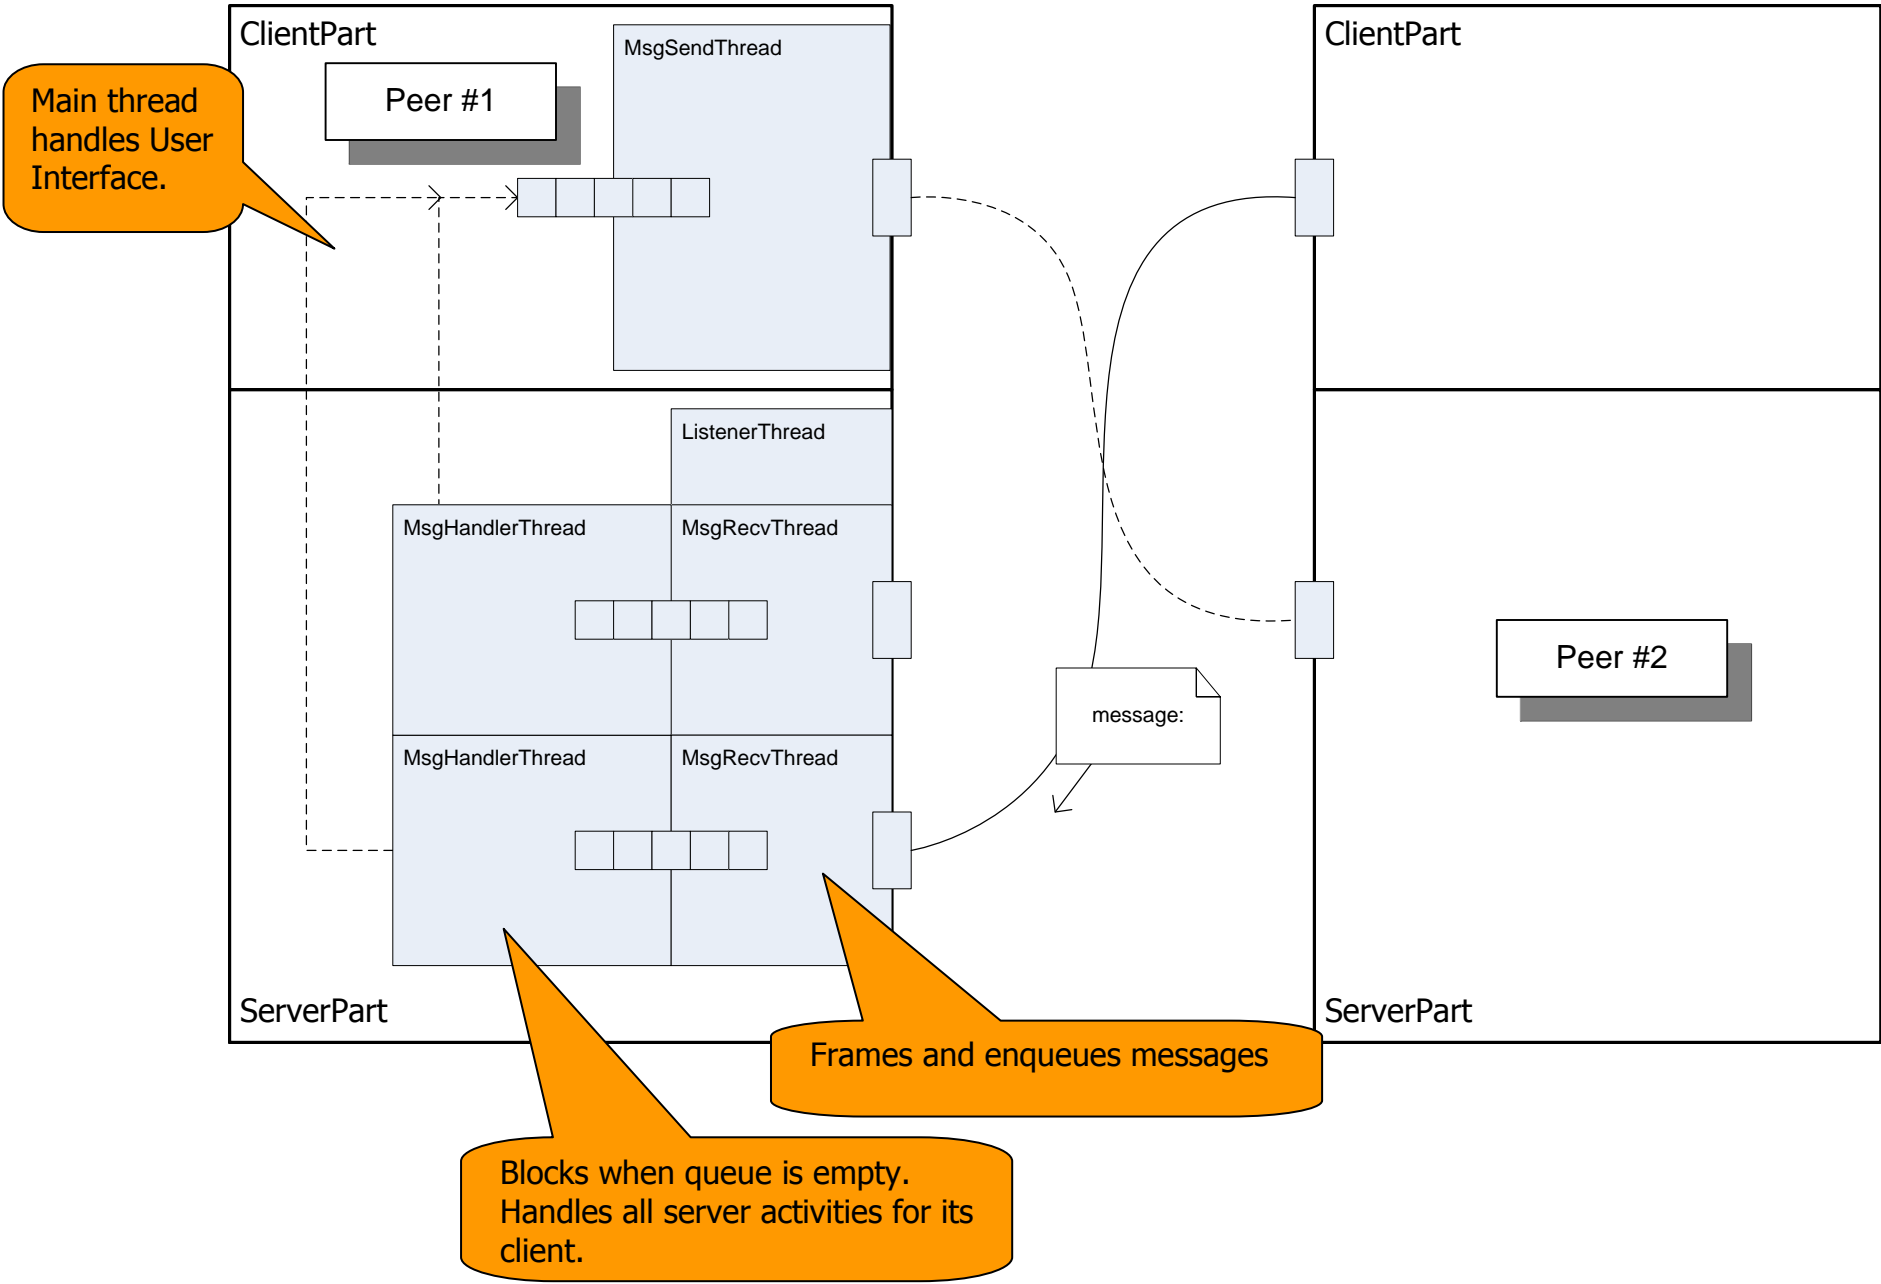 ClientPart
MsgSendThread
ClientPart
Main thread
handles User
Interface.
Peer #1
ListenerThread
MsgHandlerThread
MsgRecvThread
Peer #2
message:
MsgHandlerThread
MsgRecvThread
ServerPart
ServerPart
Frames and enqueues messages
Blocks when queue is empty.
Handles all server activities for its
client.